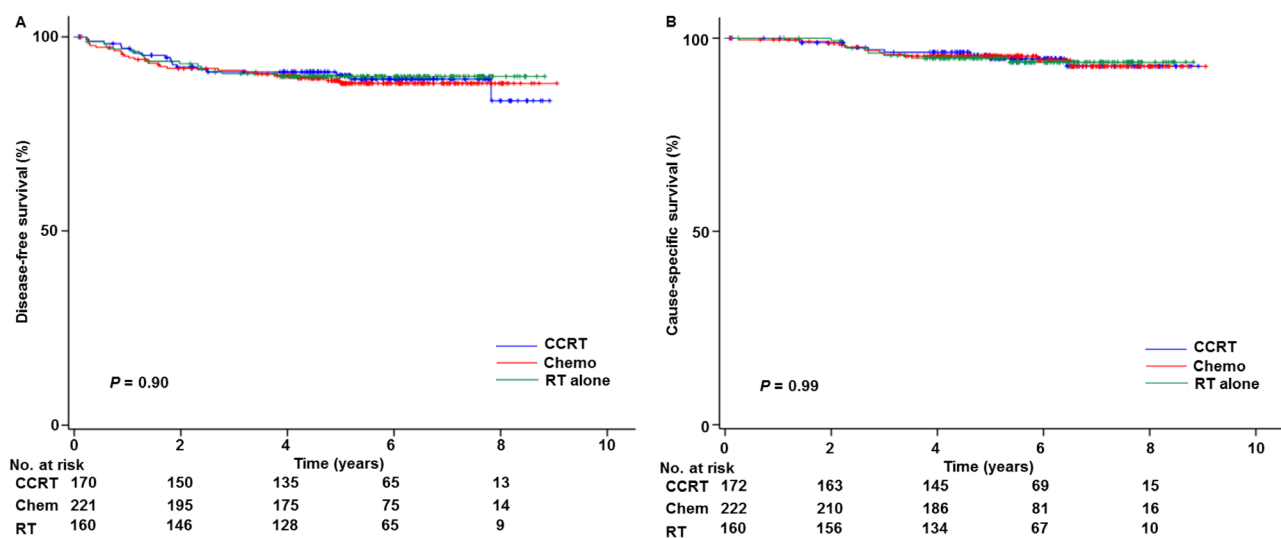 A
Disease-free survival (%)
100
50
0
CCRT
Chemo
RT alone
P = 0.90
0 2 4 6 8 10
Time (years)
No. at risk
CCRT 170 150 135 65 13
Chem 221 195 175 75 14
RT 160 146 128 65 9
B
Cause-specific survival (%)
100
50
0
CCRT
Chemo
RT alone
P = 0.99
0 2 4 6 8 10
Time (years)
No. at risk
CCRT 172 163 145 69 15
Chem 222 210 186 81 16
RT 160 156 134 67 10